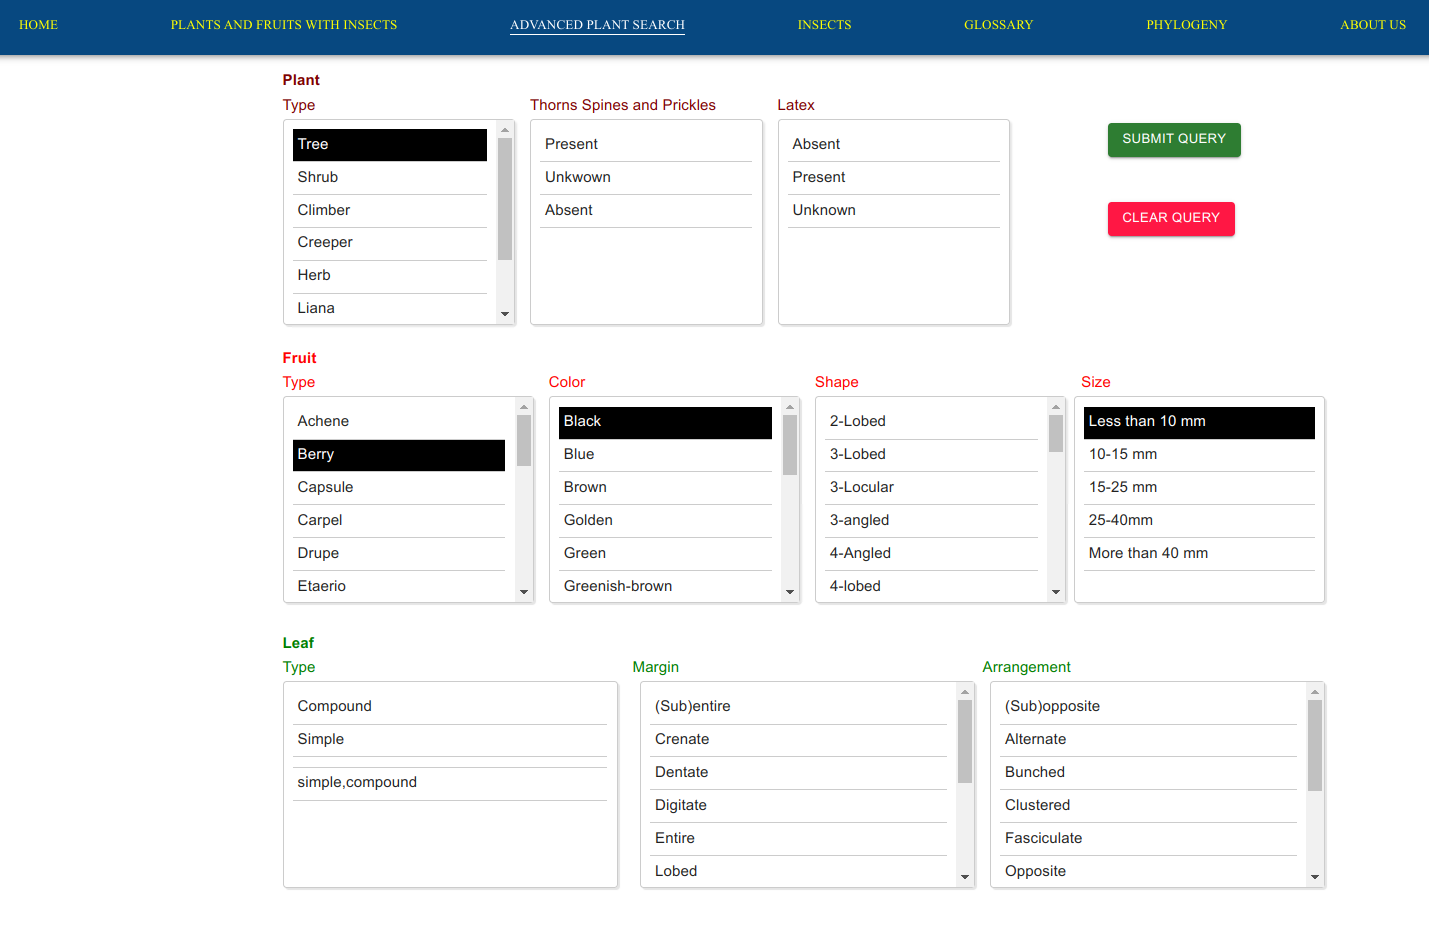 HOME PLANTS AND FRUITS WITH INSECTS ADVANCED PLANT SEARCH INSECTS GLOSSARY PHYLOGENY ABOUT US
Plant
Type Thorns Spines and Prickles Latex
Tree Present Absent SUBMIT QUERY
Shrub Unkwown Present
Climber Absent Unknown CLEAR QUERY
Creeper
Herb
Liana
Fruit
Type Color Shape Size
Achene Black 2-Lobed Less than 10 mm
Berry Blue 3-Lobed 10-15 mm
Capsule Brown 3-Locular 15-25 mm
Carpel Golden 3-angled 25-40mm
Drupe Green 4-Angled More than 40 mm
Etaerio Greenish-brown 4-lobed
Leaf
Type Margin Arrangement
Compound (Sub)entire (Sub)opposite
Simple Crenate Alternate
Dentate Bunched
simple,compound Digitate Clustered
Entire Fasciculate
Lobed Opposite